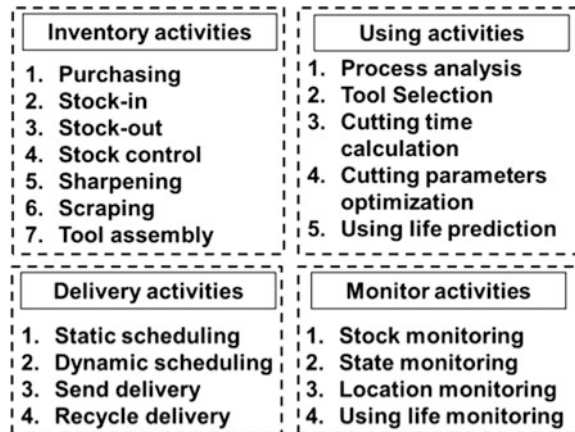 Inventory activities
1. Purchasing
2. Stock-in
3. Stock-out
4. Stock control
5. Sharpening
6. Scraping
7. Tool assembly
Using activities
1. Process analysis
2. Tool Selection
3. Cutting time
calculation
4. Cutting parameters
optimization
5. Using life prediction
Delivery activities
1. Static scheduling
2. Dynamic scheduling
3. Send delivery
4. Recycle delivery
Monitor activities
1. Stock monitoring
2. State monitoring
3. Location monitoring
4. Using life monitoring